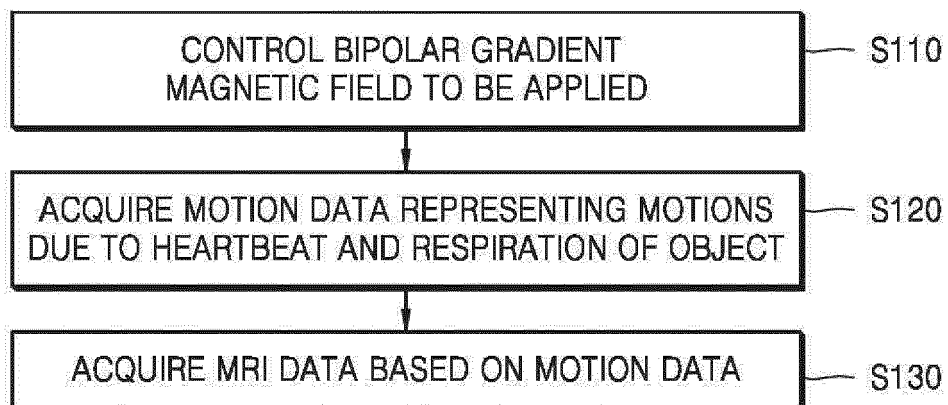 CONTROL BIPOLAR GRADIENT
MAGNETIC FIELD TO BE APPLIED
S110
ACQUIRE MOTION DATA REPRESENTING MOTIONS
DUE TO HEARTBEAT AND RESPIRATION OF OBJECT
S120
ACQUIRE MRI DATA BASED ON MOTION DATA
S130